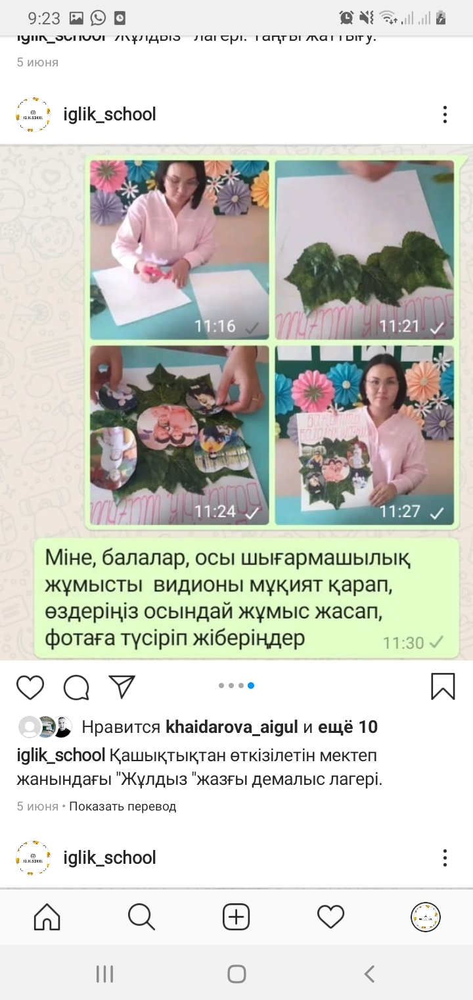 9:23
iglik_school "Жұлдыз" лагері. Таңғы жаттығу.
5 июня
iglik_school
11:16
11:21
11:24
11:27
Міне, балалар, осы шығармашылық
жұмысты видионы мұқият қарап,
өздеріңіз осындай жұмыс жасап,
фотаға түсіріп жіберіңдер
11:30
Нравится khaidarova_aigul и ещё 10
iglik_school Қашықтықтан өткізілетін мектеп
жанындағы "Жұлдыз "жазғы демалыс лагері.
5 июня • Показать перевод
iglik_school